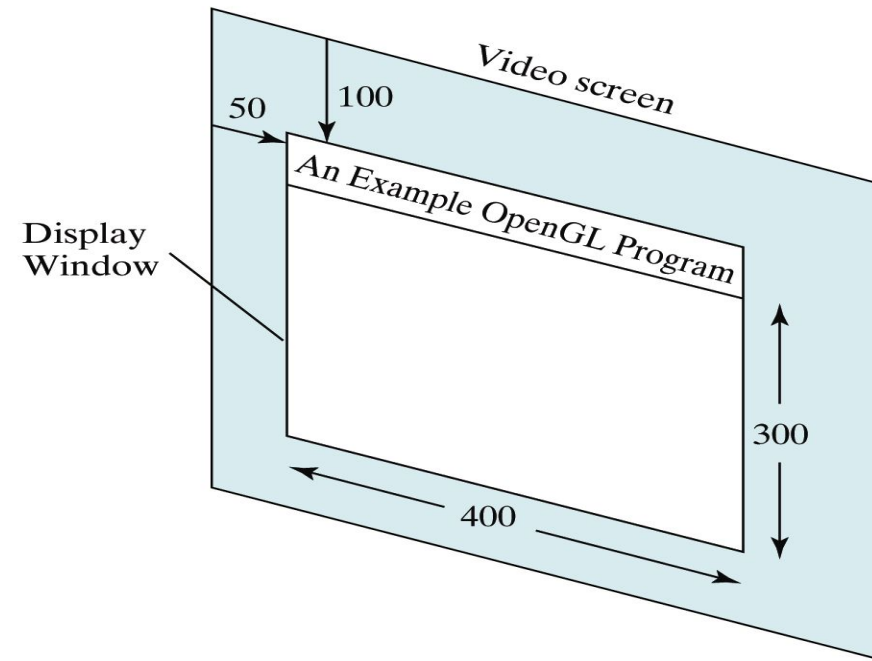 Video screen
100
50
An Example OpenGL Program
Display
Window
300
400